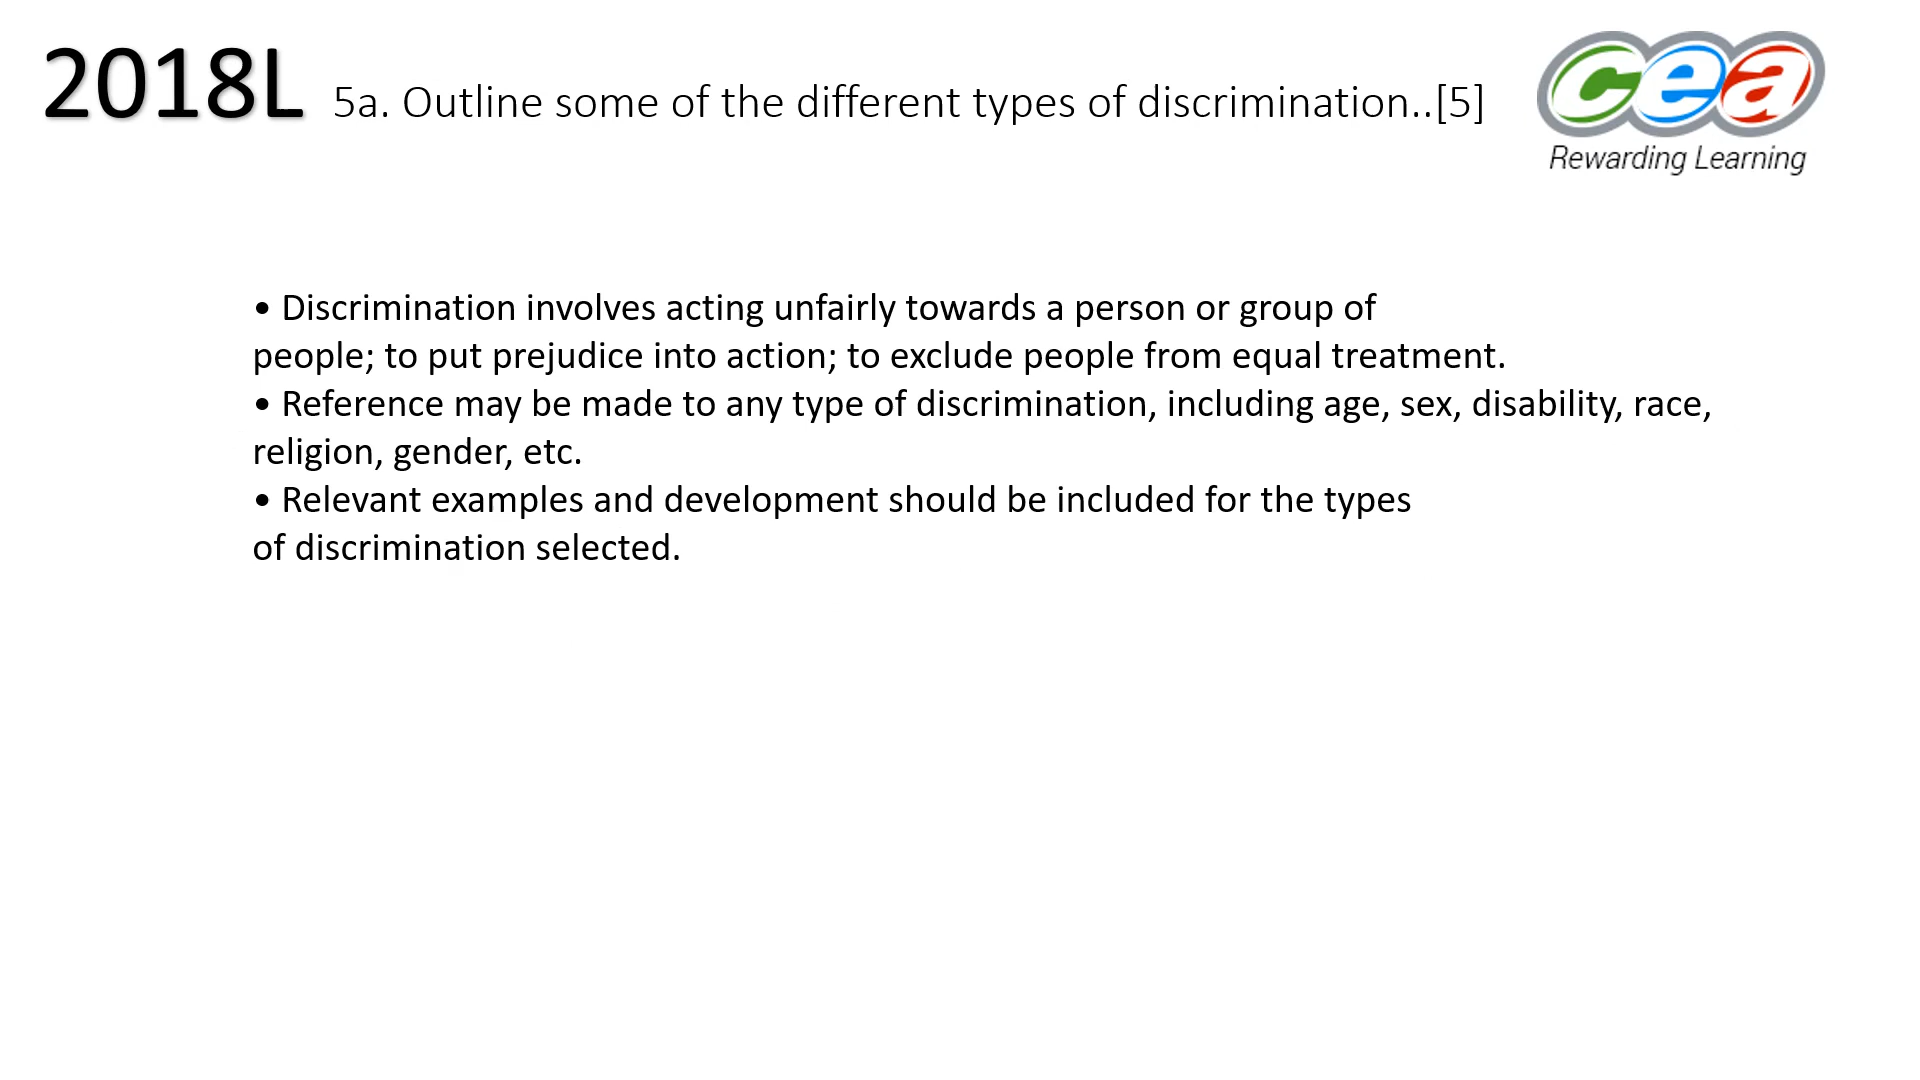 2018L 5a. Outline some of the different types of discrimination..[5]
cea
Rewarding Learning
• Discrimination involves acting unfairly towards a person or group of
people; to put prejudice into action; to exclude people from equal treatment.
• Reference may be made to any type of discrimination, including age, sex, disability, race,
religion, gender, etc.
• Relevant examples and development should be included for the types
of discrimination selected.